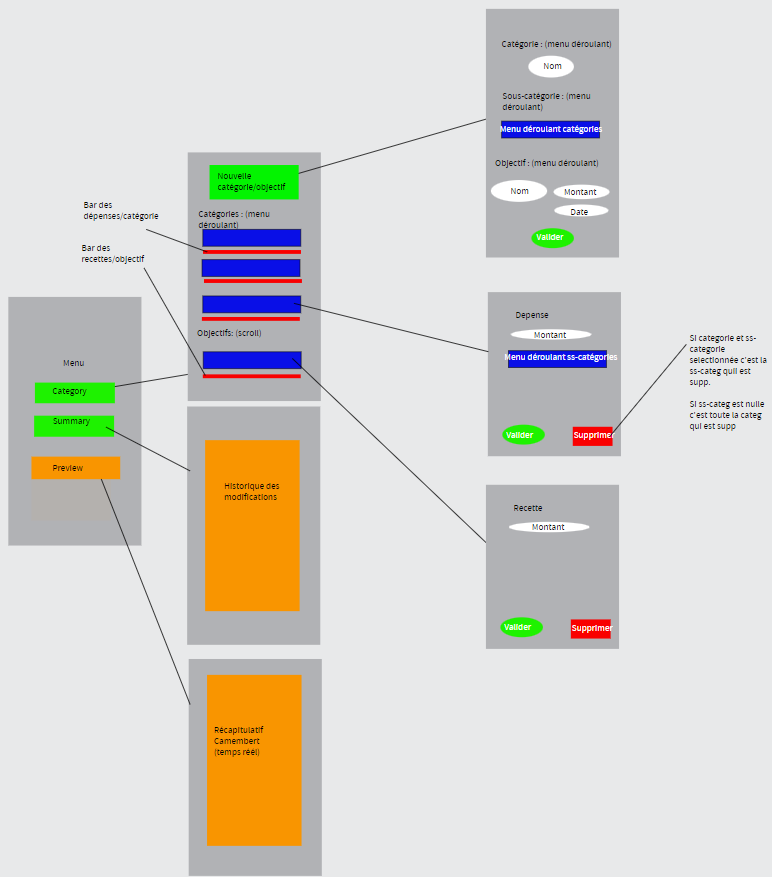 Catégorie : (menu déroulant)
Nom
Sous-catégorie : (menu
déroulant)
Menu déroulant catégories
Objectif : (menu déroulant)
Nom
Montant
Date
Valider
Nouvelle
catégorie/objectif
Catégories : (menu
déroulant)
Bar des
dépenses/catégorie
Bar des
recettes/objectif
Objectifs: (scroll)
Menu
Category
Summary
Preview
Depense
Montant
Menu déroulant ss-catégories
Valider
Supprimer
Si categorie et ss-
categorie
selectionnée c'est la
ss-categ quil est
supp.
Si ss-categ est nulle
c'est toute la categ
qui est supp
Historique des
modifications
Recette
Montant
Valider
Supprimer
Récapitulatif
Camembert
(temps réél)